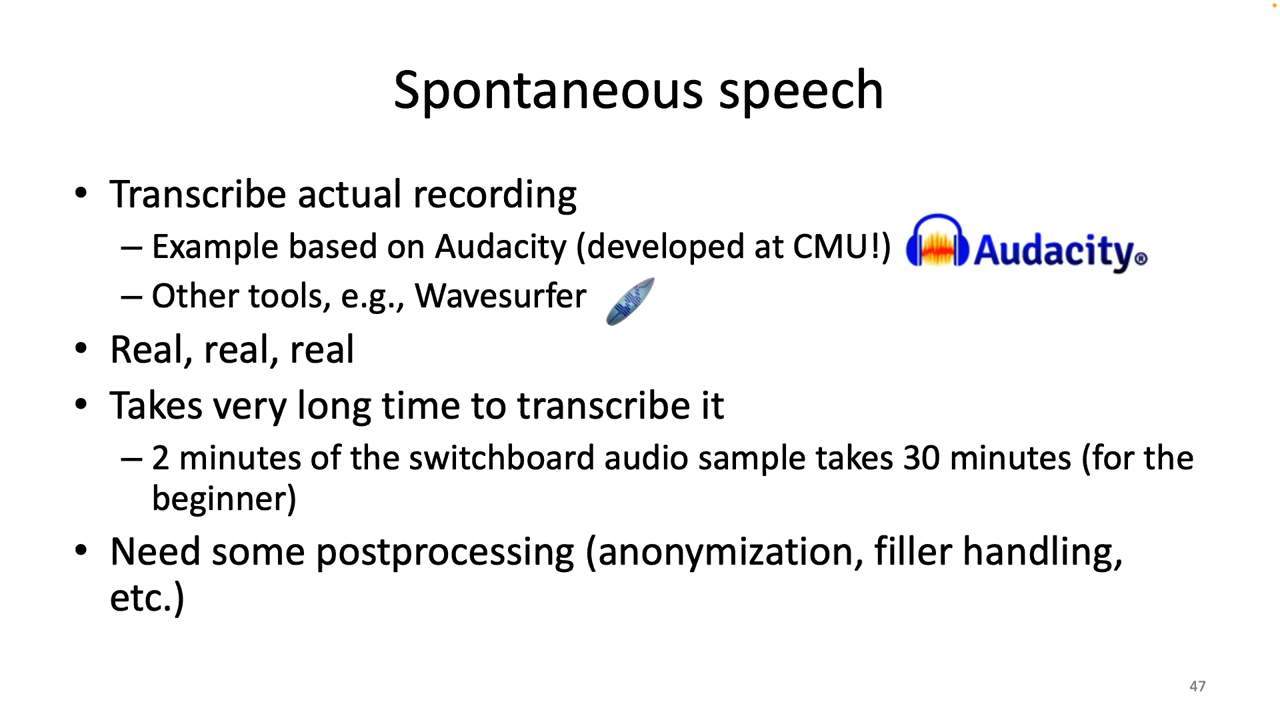 Spontaneous speech
• Transcribe actual recording
– Example based on Audacity (developed at CMU!)
Audacity®
– Other tools, e.g., Wavesurfer
• Real, real, real
• Takes very long time to transcribe it
– 2 minutes of the switchboard audio sample takes 30 minutes (for the
beginner)
• Need some postprocessing (anonymization, filler handling,
etc.)
47